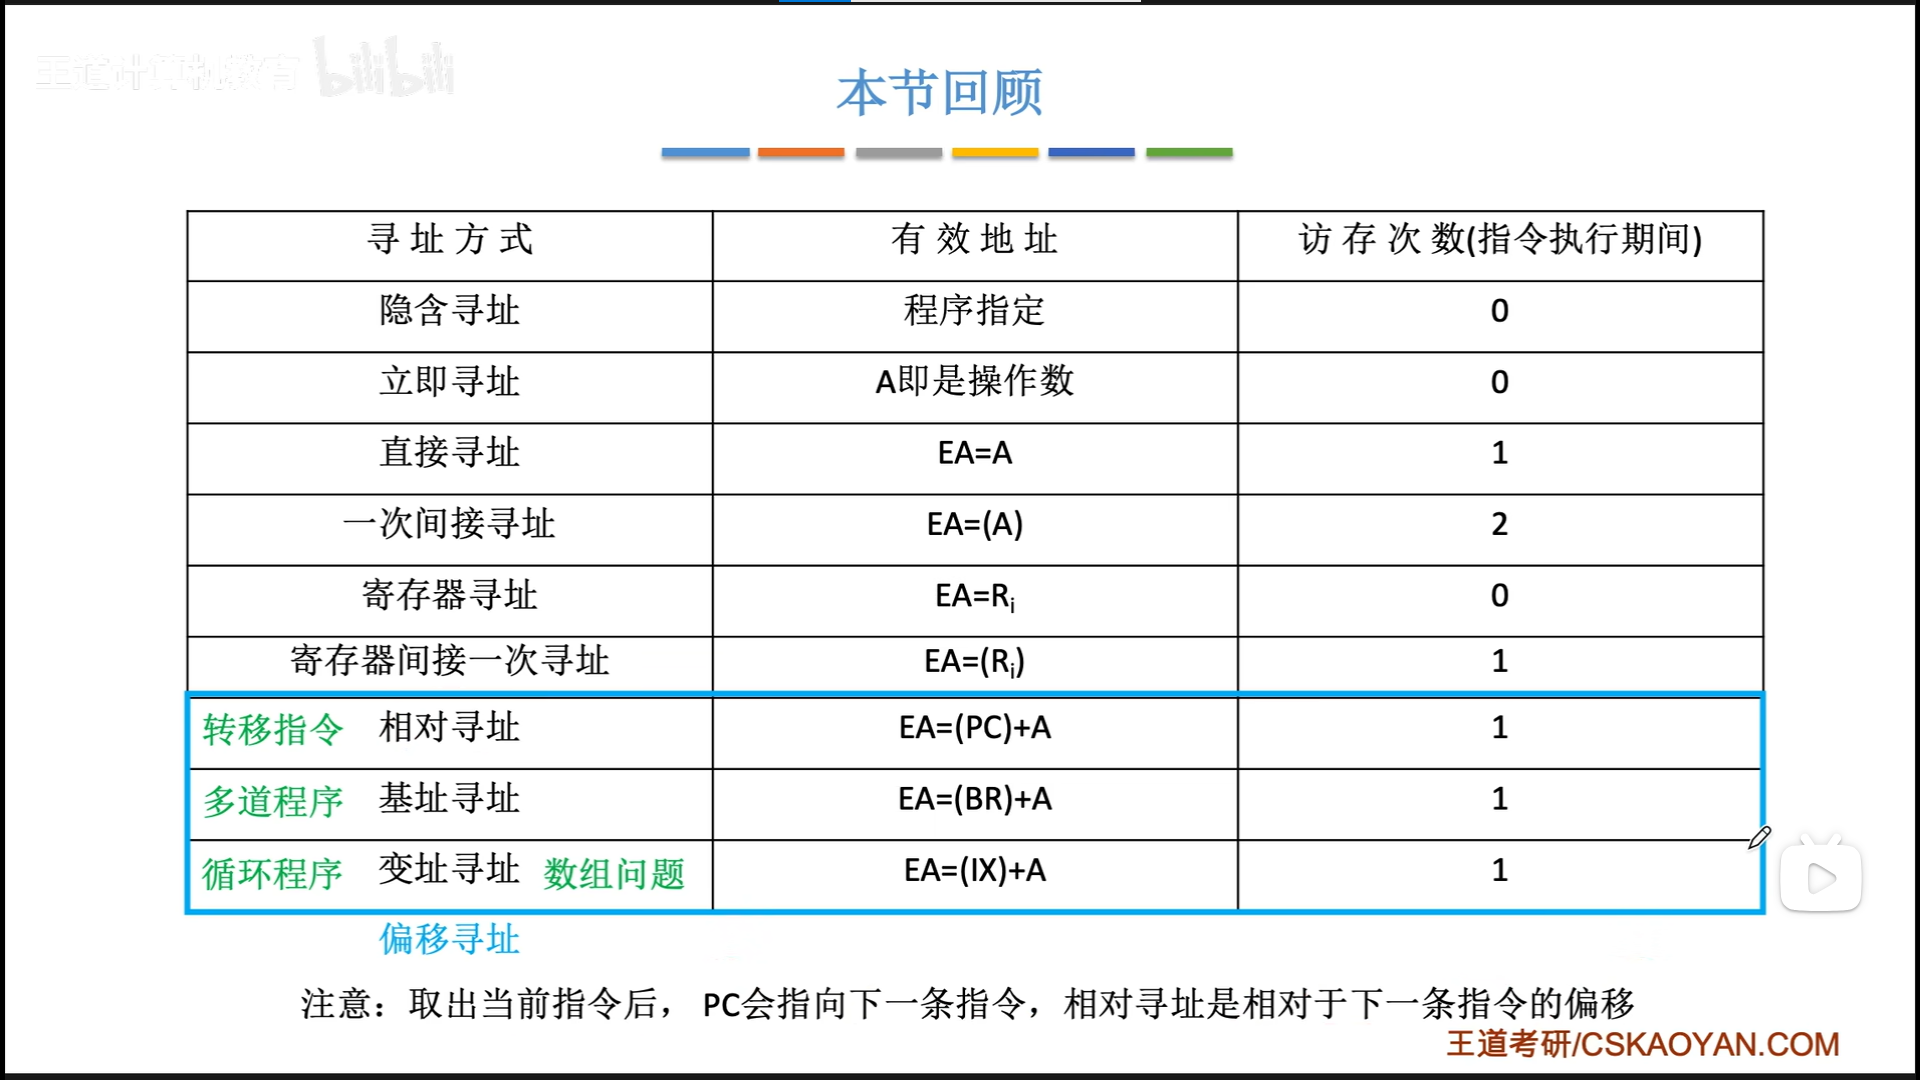 王道计算机教育 bilibili
本节回顾
寻 址 方 式 有 效 地 址 访 存 次 数(指令执行期间)
隐含寻址 程序指定 0
立即寻址 A即是操作数 0
直接寻址 EA=A 1
一次间接寻址 EA=(A) 2
寄存器寻址 EA=Rᵢ 0
寄存器间接一次寻址 EA=(Rᵢ) 1
转移指令 相对寻址 EA=(PC)+A 1
多道程序 基址寻址 EA=(BR)+A 1
循环程序 变址寻址 数组问题 EA=(IX)+A 1
偏移寻址
注意：取出当前指令后， PC会指向下一条指令，相对寻址是相对于下一条指令的偏移
王道考研/CSKAOYAN.COM